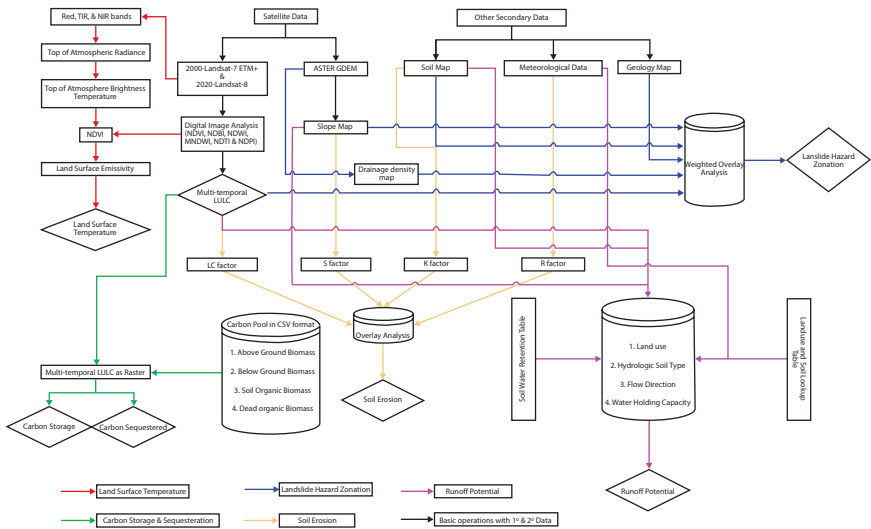 Red, TIR, & NIR bands
Satellite Data
Other Secondary Data
Top of Atmospheric Radiance
2000-Landsat-7 ETM+
&
2020-Landsat-8
ASTER GDEM
Soil Map
Meteorological Data
Geology Map
Top of Atmosphere Brightness
Temperature
Digital Image Analysis
(NDVI, NDBI, NDWI,
MNDWI, NDTI & NDPI)
Slope Map
NDVI
Land Surface Emissivity
Drainage density
map
Weighted Overlay
Analysis
Lanslide Hazard
Zonation
Multi-temporal
LULC
Land Surface
Temperature
LC factor
S factor
K factor
R factor
Carbon Pool in CSV format
1. Above Ground Biomass
2. Below Ground Biomass
3. Soil Organic Biomass
4. Dead organic Biomass
Overlay Analysis
Soil Water Retention Table
1. Land use
2. Hydrologic Soil Type
3. Flow Direction
4. Water Holding Capacity
Landuse and Soil Lookup
Table
Multi-temporal LULC as Raster
Soil Erosion
Carbon Storage
Carbon Sequestered
Runoff Potential
Land Surface Temperature
Landslide Hazard Zonation
Runoff Potential
Carbon Storage & Sequesteration
Soil Erosion
Basic operations with 1º & 2º Data